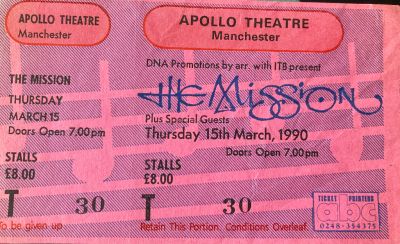 APOLLO THEATRE
Manchester
THE MISSION
THURSDAY
MARCH 15
Doors Open 7.00pm
STALLS
£8.00
T 30
To be given up
APOLLO THEATRE
Manchester
DNA Promotions by arr. with ITB present
THE MISSION
Plus Special Guests
Thursday 15th March, 1990
Doors Open 7.00 pm
STALLS
£8.00
T 30
Retain This Portion. Conditions Overleaf.
TICKET PRINTERS
abc
0248-354375